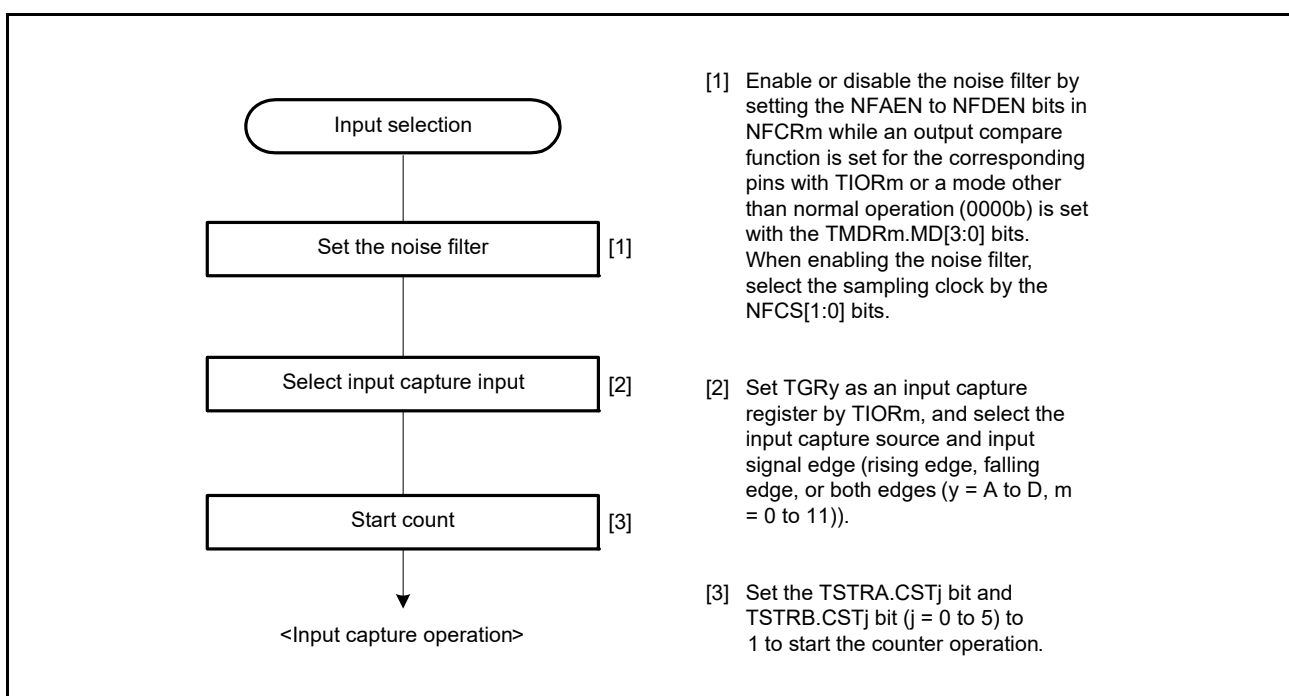 Input selection
Set the noise filter
[1]
Select input capture input
[2]
Start count
[3]
<Input capture operation>
[1] Enable or disable the noise filter by
setting the NFAEN to NFDEN bits in
NFCRm while an output compare
function is set for the corresponding
pins with TIORm or a mode other
than normal operation (0000b) is set
with the TMDRm.MD[3:0] bits.
When enabling the noise filter,
select the sampling clock by the
NFCS[1:0] bits.
[2] Set TGRy as an input capture
register by TIORm, and select the
input capture source and input
signal edge (rising edge, falling
edge, or both edges (y = A to D, m
= 0 to 11)).
[3] Set the TSTRA.CSTj bit and
TSTRB.CSTj bit (j = 0 to 5) to
1 to start the counter operation.